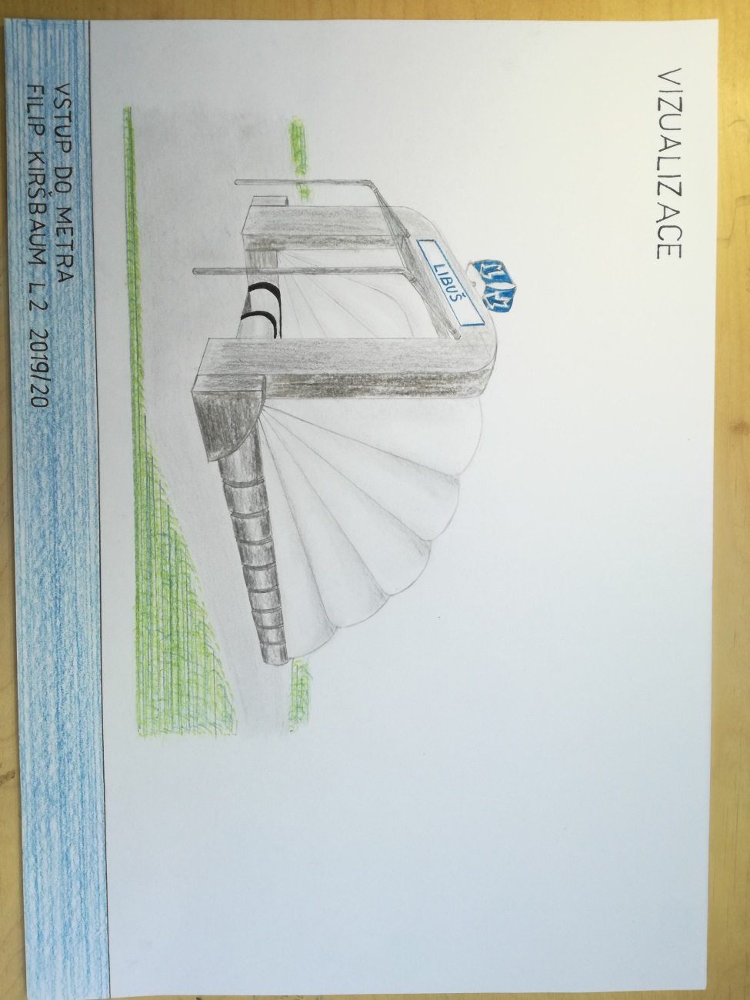 VIZUALIZACE
LIBUŠ
VSTUP DO METRA
FILIP KIRŠBAUM L2 2019/20